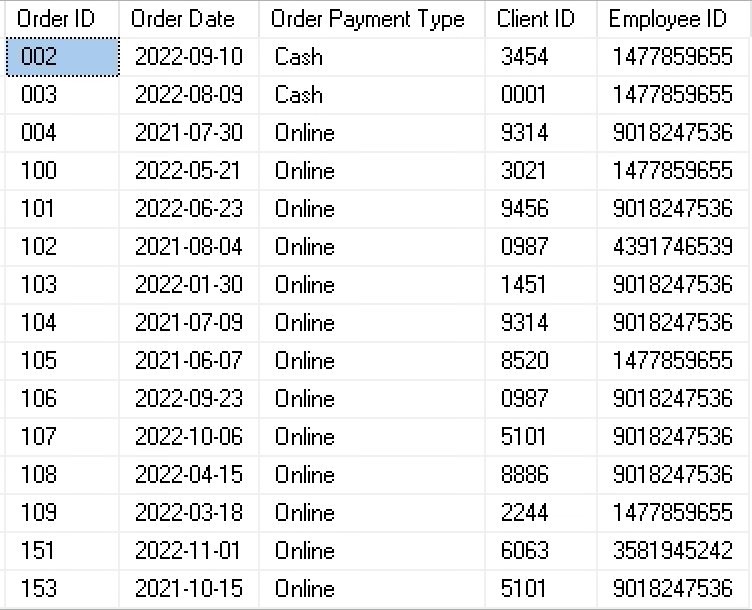 Order ID Order Date Order Payment Type Client ID Employee ID
002 2022-09-10 Cash 3454 1477859655
003 2022-08-09 Cash 0001 1477859655
004 2021-07-30 Online 9314 9018247536
100 2022-05-21 Online 3021 1477859655
101 2022-06-23 Online 9456 9018247536
102 2021-08-04 Online 0987 4391746539
103 2022-01-30 Online 1451 9018247536
104 2021-07-09 Online 9314 9018247536
105 2021-06-07 Online 8520 1477859655
106 2022-09-23 Online 0987 9018247536
107 2022-10-06 Online 5101 9018247536
108 2022-04-15 Online 8886 9018247536
109 2022-03-18 Online 2244 1477859655
151 2022-11-01 Online 6063 3581945242
153 2021-10-15 Online 5101 9018247536